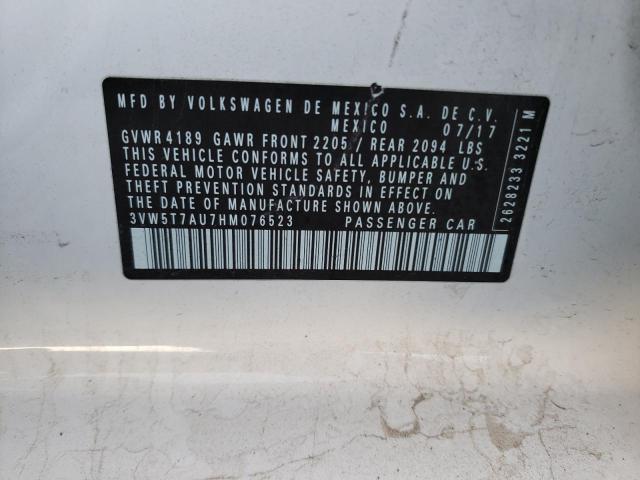 MFD BY VOLKSWAGEN DE MEXICO S.A. DE C.V.
MEXICO 07/17
GVWR 4189 GAWR FRONT 2205 / REAR 2094 LBS
THIS VEHICLE CONFORMS TO ALL APPLICABLE U.S.
FEDERAL MOTOR VEHICLE SAFETY, BUMPER AND
THEFT PREVENTION STANDARDS IN EFFECT ON
THE DATE OF MANUFACTURE SHOWN ABOVE
3VW5T7AU7HM076523 PASSENGER CAR
2628233 3221 M